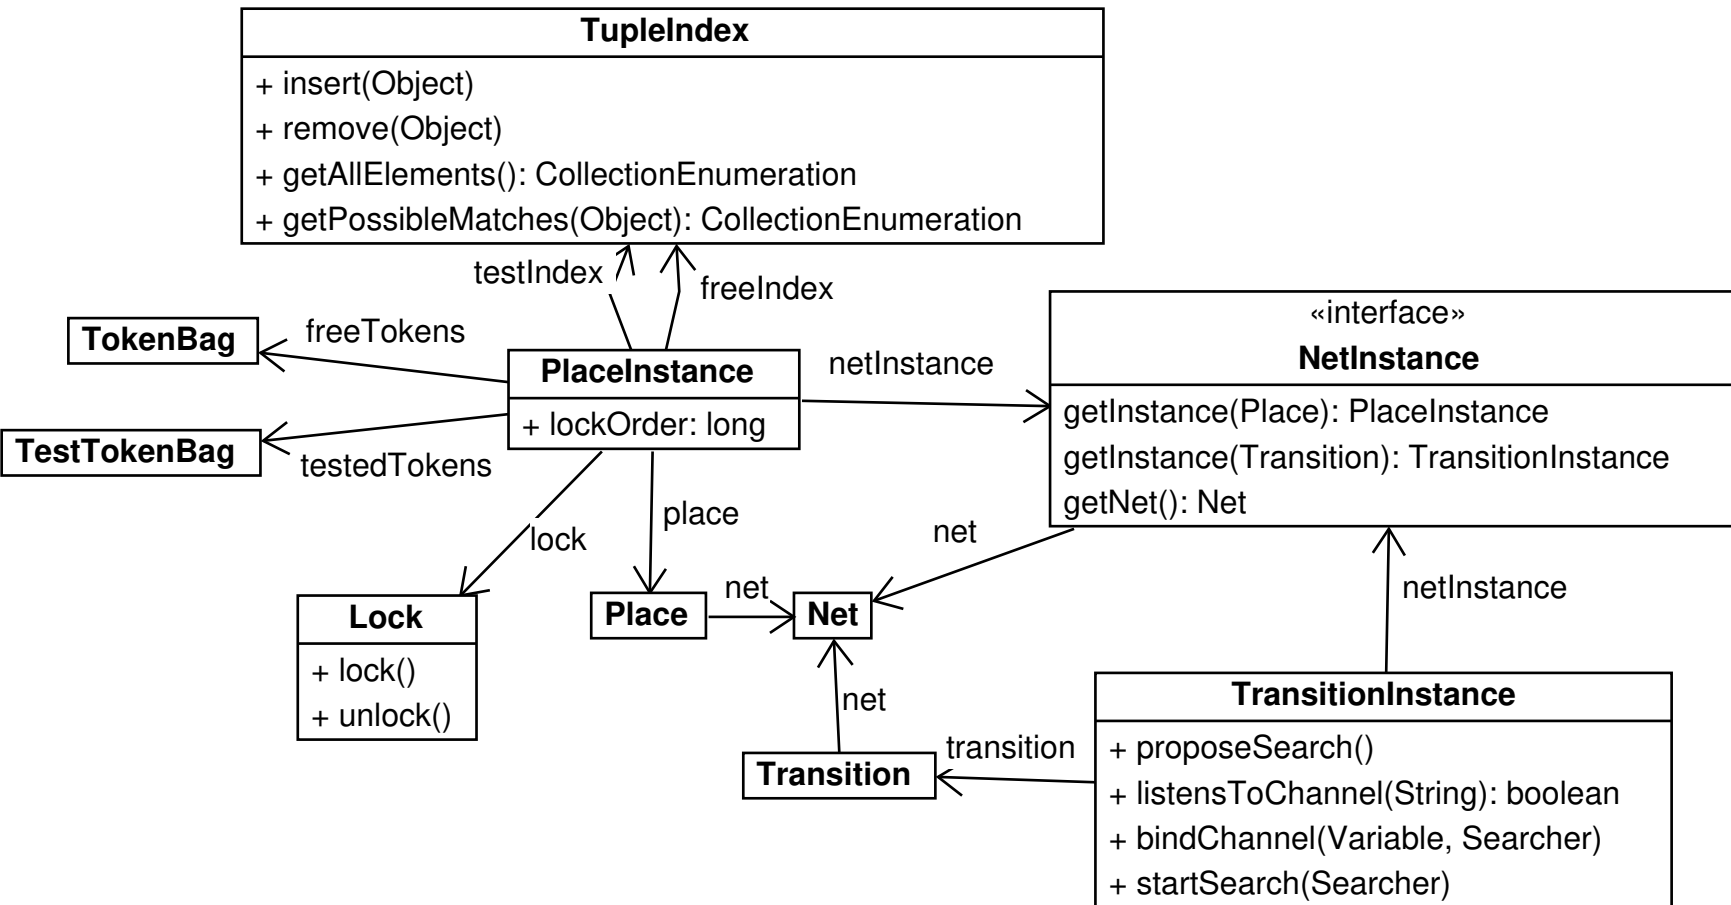 TupleIndex
+ insert(Object)
+ remove(Object)
+ getAllElements(): CollectionEnumeration
+ getPossibleMatches(Object): CollectionEnumeration
testIndex
freeIndex
TokenBag
freeTokens
TestTokenBag
testedTokens
PlaceInstance
+ lockOrder: long
netInstance
«interface»
NetInstance
getInstance(Place): PlaceInstance
getInstance(Transition): TransitionInstance
getNet(): Net
lock
place
net
Lock
+ lock()
+ unlock()
Place
net
Net
netInstance
net
Transition
transition
TransitionInstance
+ proposeSearch()
+ listensToChannel(String): boolean
+ bindChannel(Variable, Searcher)
+ startSearch(Searcher)